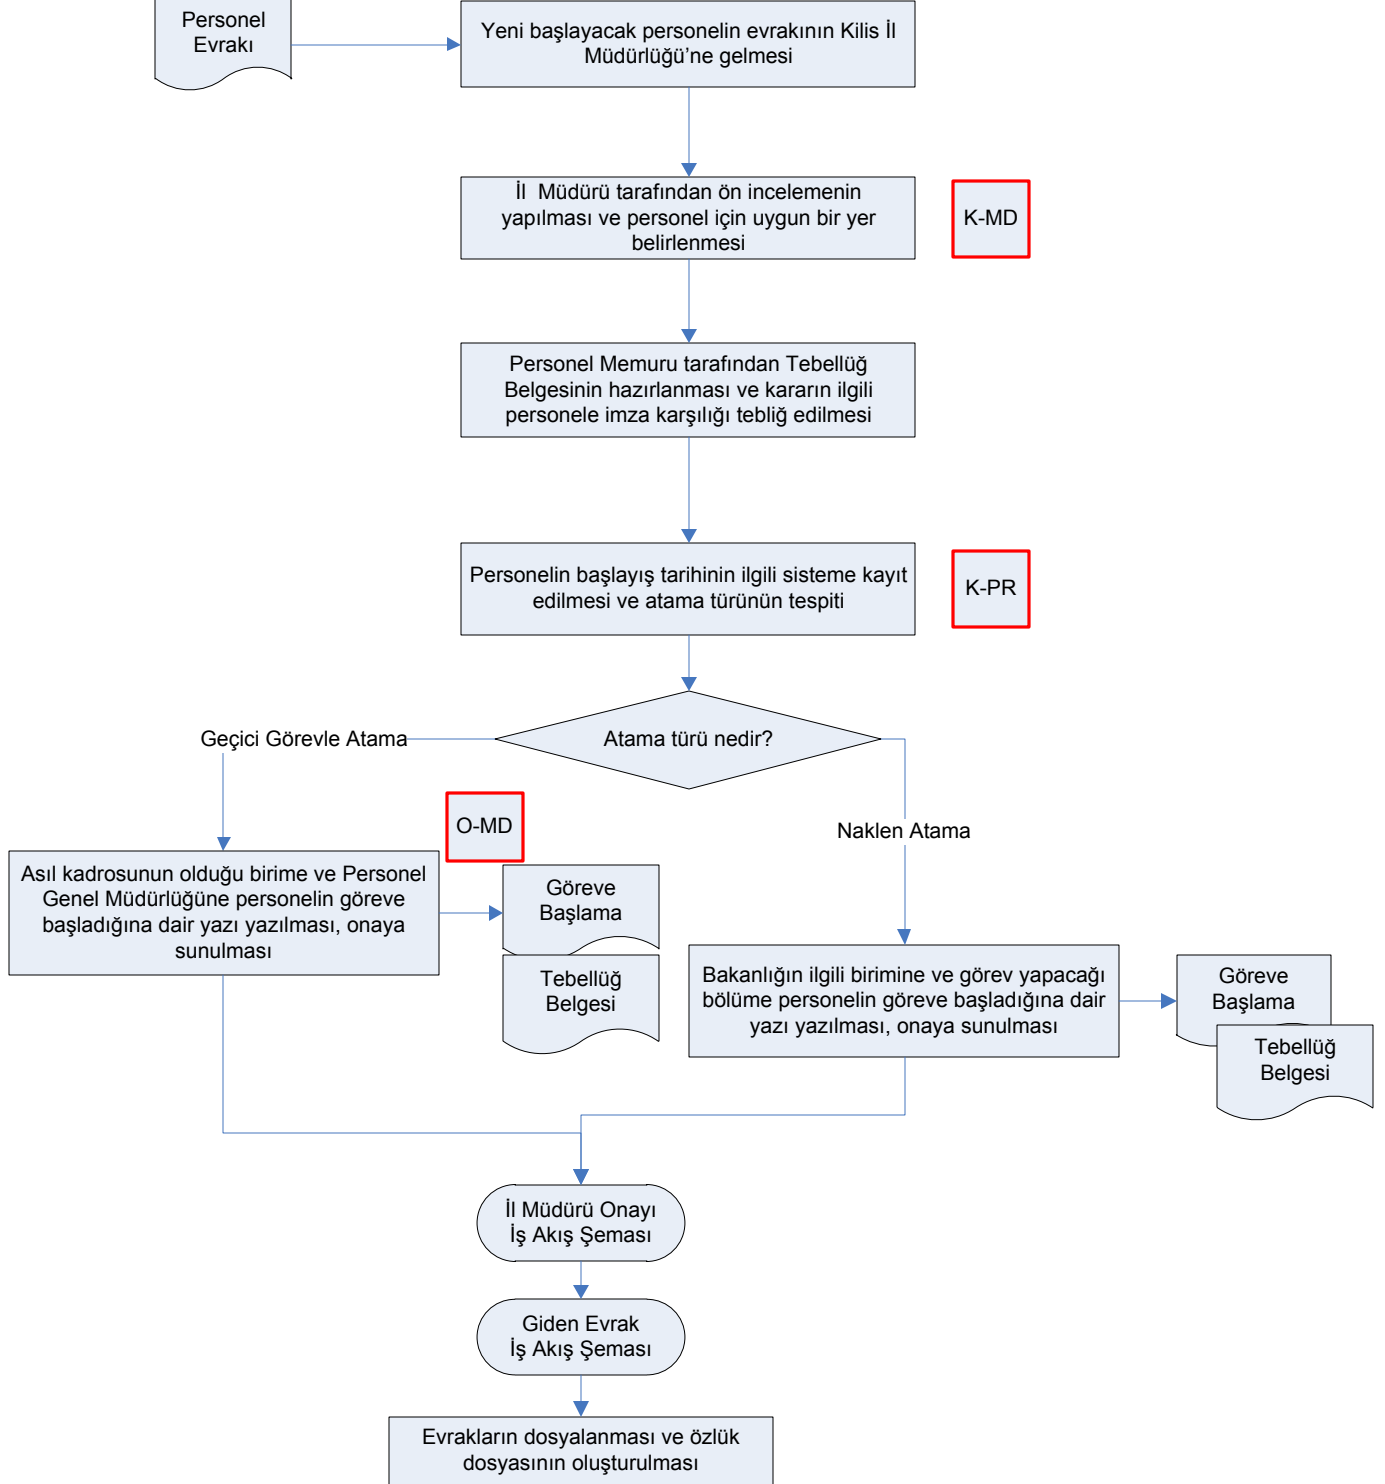 Personel
Evrakı
Yeni başlayacak personelin evrakının Kilis İl
Müdürlüğü’ne gelmesi
İl  Müdürü tarafından ön incelemenin
yapılması ve personel için uygun bir yer
belirlenmesi
K-MD
Personel Memuru tarafından Tebellüğ
Belgesinin hazırlanması ve kararın ilgili
personele imza karşılığı tebliğ edilmesi
Personelin başlayış tarihinin ilgili sisteme kayıt
edilmesi ve atama türünün tespiti
K-PR
Atama türü nedir?
Geçici Görevle Atama
Naklen Atama
O-MD
Asıl kadrosunun olduğu birime ve Personel
Genel Müdürlüğüne personelin göreve
başladığına dair yazı yazılması, onaya
sunulması
Göreve
Başlama
Tebellüğ
Belgesi
Bakanlığın ilgili birimine ve görev yapacağı
bölüme personelin göreve başladığına dair
yazı yazılması, onaya sunulması
Göreve
Başlama
Tebellüğ
Belgesi
İl Müdürü Onayı
İş Akış Şeması
Giden Evrak
İş Akış Şeması
Evrakların dosyalanması ve özlük
dosyasının oluşturulması